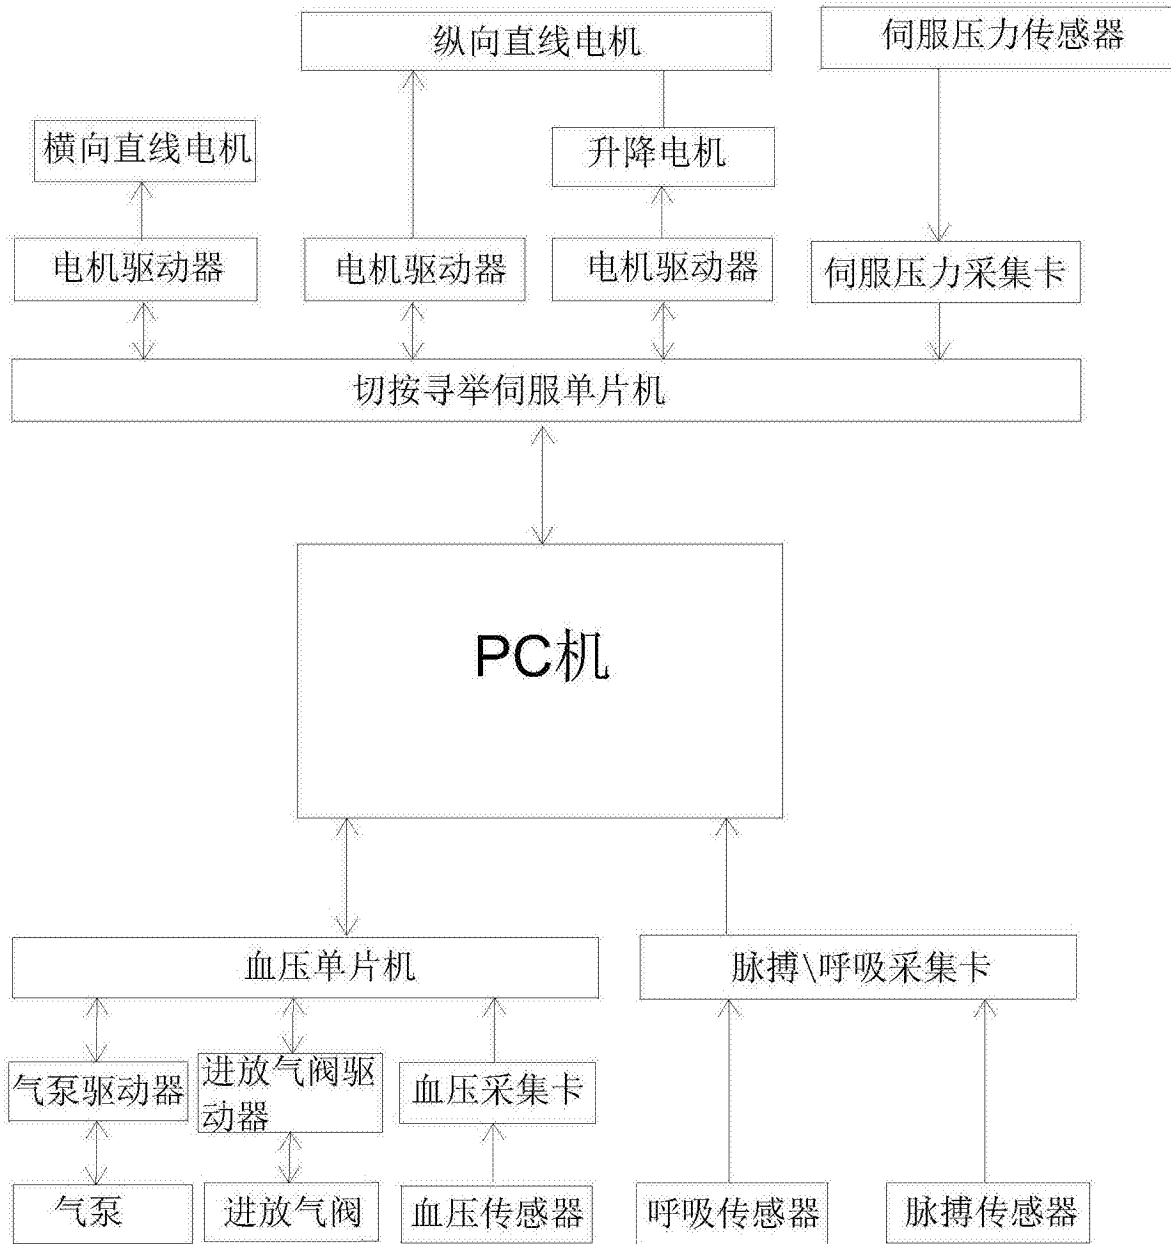 纵向直线电机
伺服压力传感器
横向直线电机
升降电机
电机驱动器
电机驱动器
电机驱动器
伺服压力采集卡
切按寻举伺服单片机
PC机
血压单片机
脉搏\呼吸采集卡
气泵驱动器
进放气阀驱
动器
血压采集卡
气泵
进放气阀
血压传感器
呼吸传感器
脉搏传感器